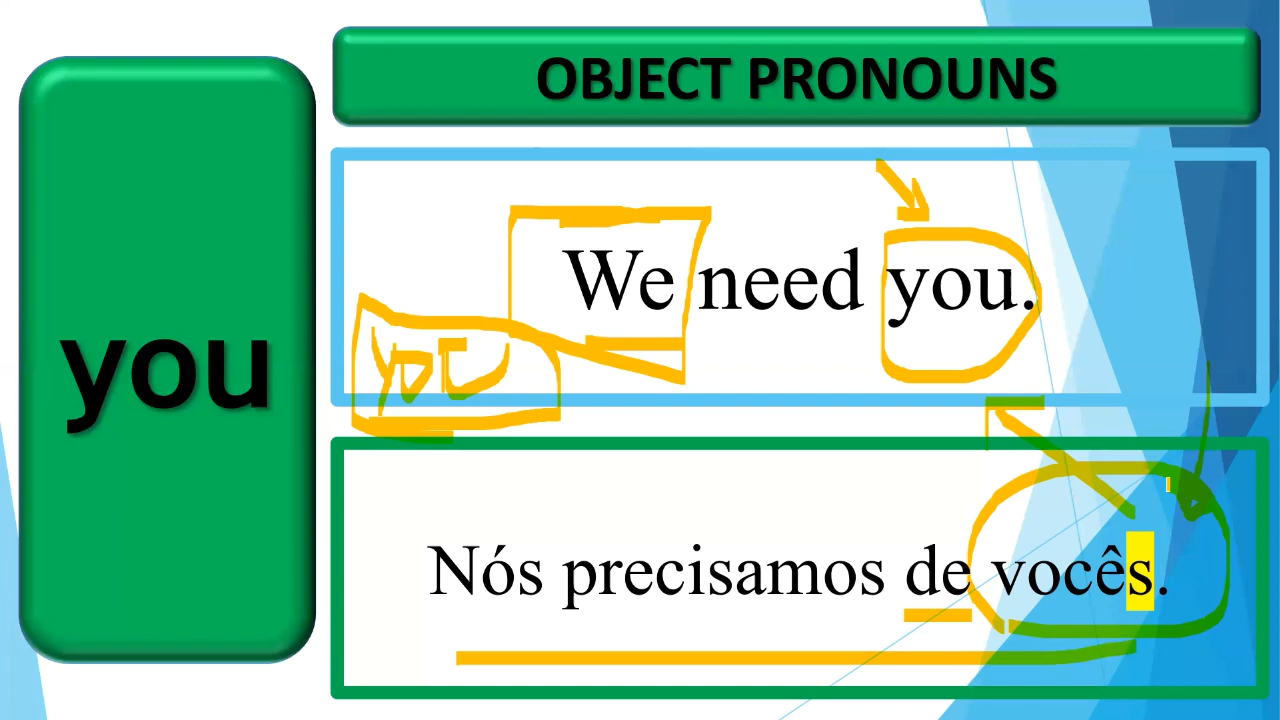 OBJECT PRONOUNS
you
We need you.
you
Nós precisamos de vocês.